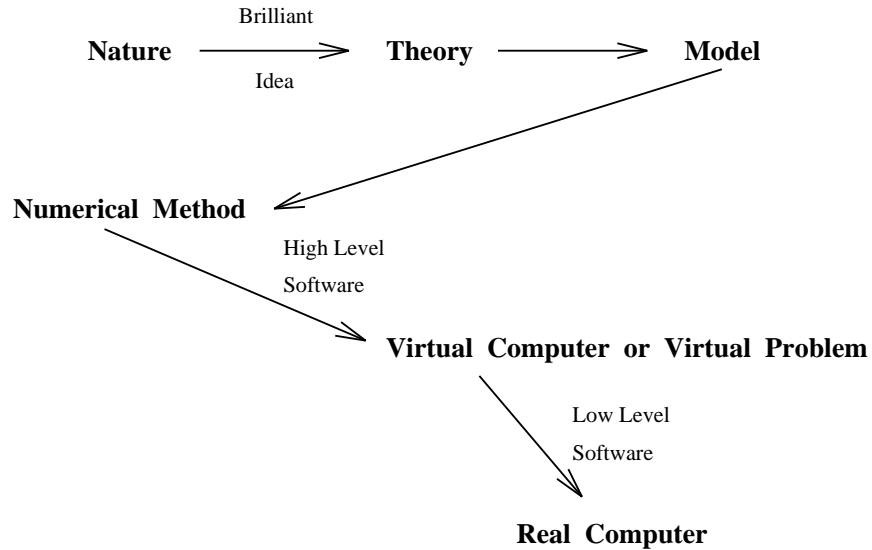 Brilliant
Nature Theory Model
Idea
Numerical Method
High Level
Software
Virtual Computer or Virtual Problem
Low Level
Software
Real Computer